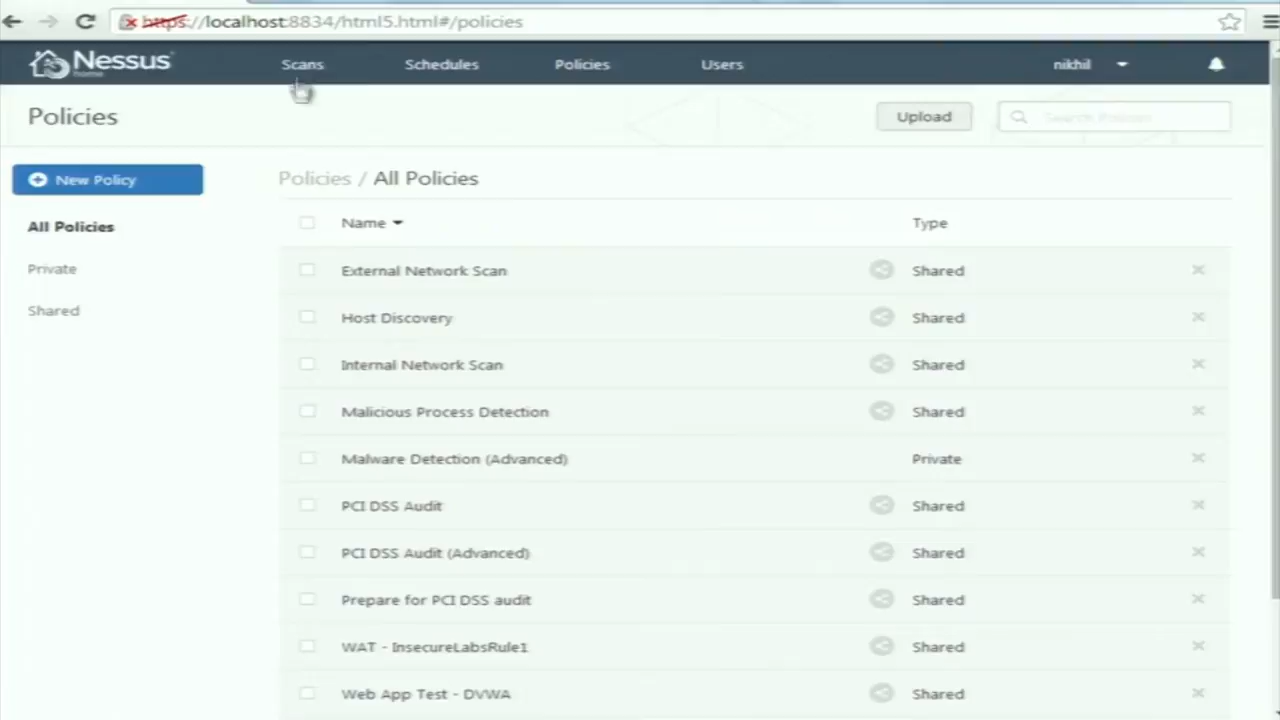 https://localhost:8834/html5.html#/policies
Nessus
home
Scans
Schedules
Policies
Users
nikhil
Policies
Upload
Search Policies
New Policy
Policies / All Policies
All Policies
Name
Type
Private
External Network Scan
Shared
Shared
Host Discovery
Shared
Internal Network Scan
Shared
Malicious Process Detection
Shared
Malware Detection (Advanced)
Private
PCI DSS Audit
Shared
PCI DSS Audit (Advanced)
Shared
Prepare for PCI DSS audit
Shared
WAT - InsecureLabsRule1
Shared
Web App Test - DVWA
Shared